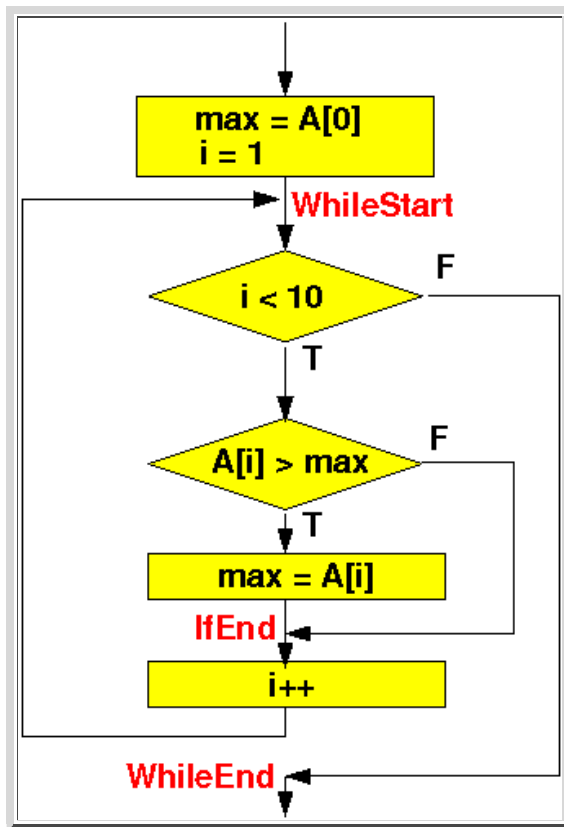 max = A[0]
i = 1
WhileStart
F
i < 10
T
F
A[i] > max
T
max = A[i]
IfEnd
i++
WhileEnd